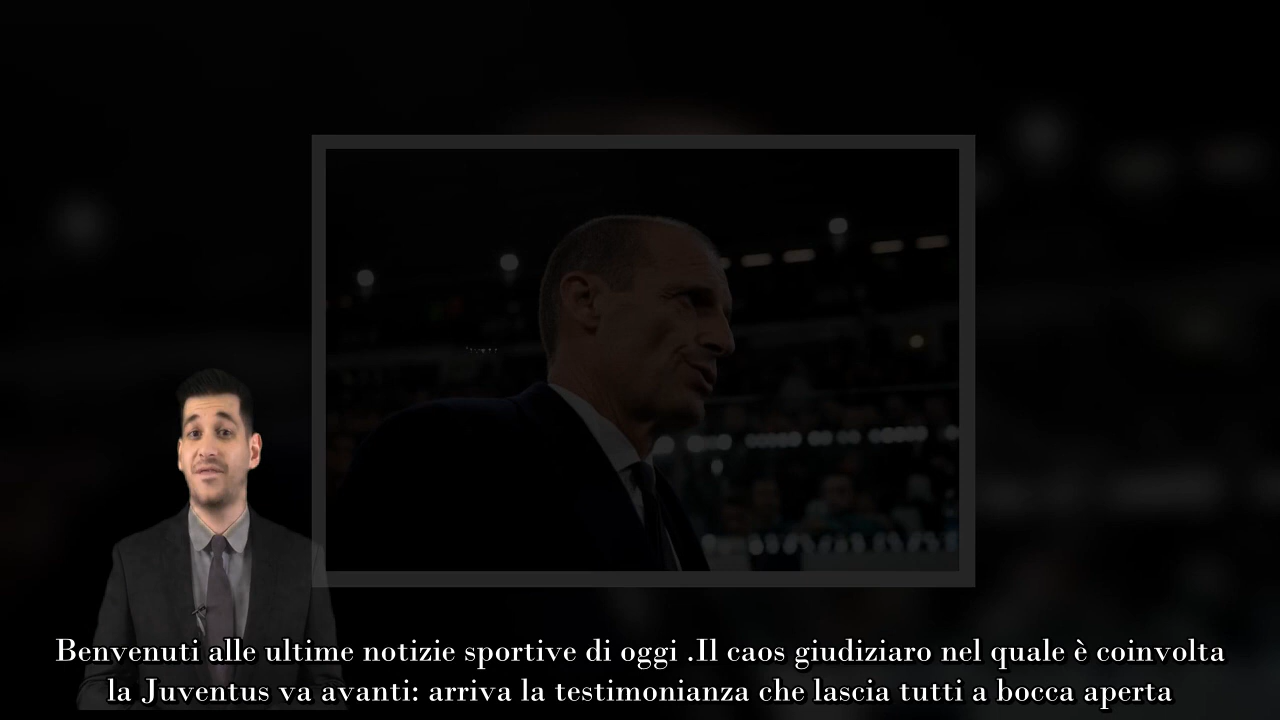 Benvenuti alle ultime notizie sportive di oggi .Il caos giudiziaro nel quale è coinvolta
la Juventus va avanti: arriva la testimonianza che lascia tutti a bocca aperta